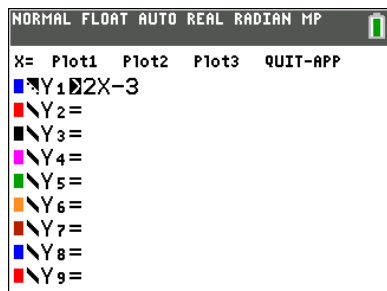 NORMAL FLOAT AUTO REAL RADIAN MP
X= Plot1 Plot2 Plot3 QUIT-APP
Y1>2X-3
Y2=
Y3=
Y4=
Y5=
Y6=
Y7=
Y8=
Y9=